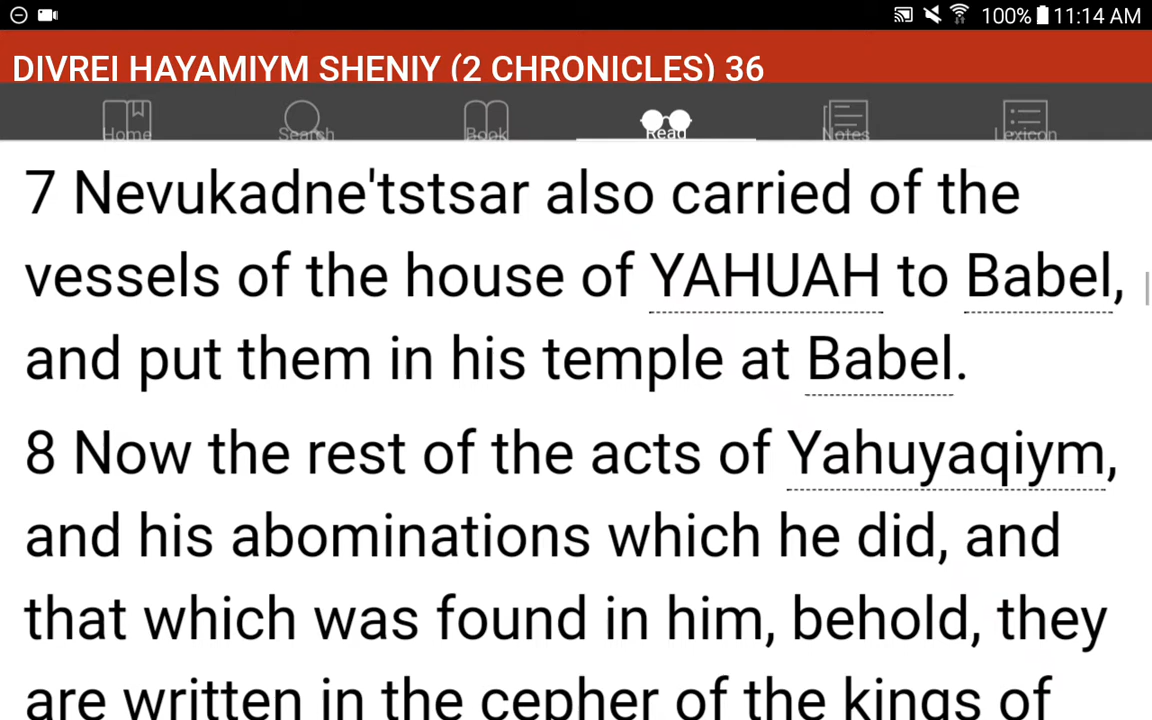 100% 11:14 AM
DIVREI HAYAMIYM SHENIY (2 CHRONICLES) 36
Home Search Book Read Notes Lexicon
7 Nevukadne'tstsar also carried of the
vessels of the house of YAHUAH to Babel,
and put them in his temple at Babel.
8 Now the rest of the acts of Yahuyaqiym,
and his abominations which he did, and
that which was found in him, behold, they
are written in the cepher of the kings of